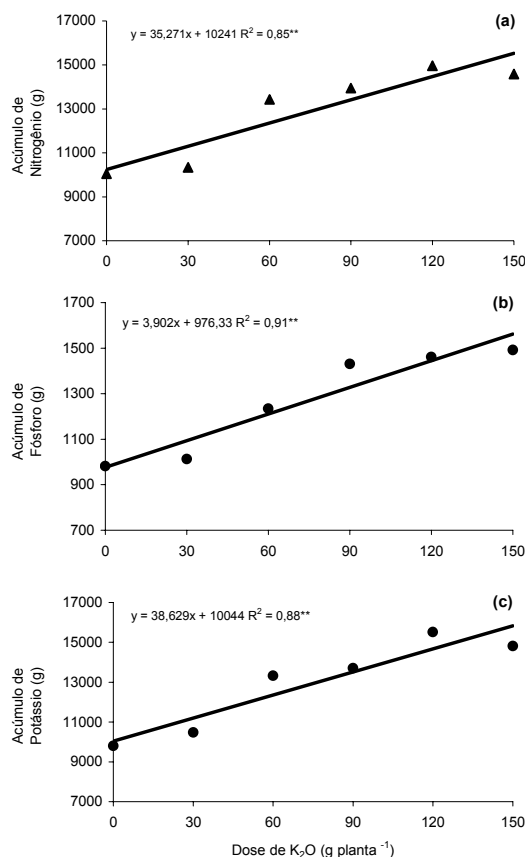 (a)
y = 35,271x + 10241 R² = 0,85**
17000
15000
13000
11000
9000
7000
Acúmulo de
Nitrogênio (g)
0 30 60 90 120 150
(b)
y = 3,902x + 976,33 R² = 0,91**
1700
1500
1300
1100
900
700
Acúmulo de
Fósforo (g)
0 30 60 90 120 150
(c)
y = 38,629x + 10044 R² = 0,88**
17000
15000
13000
11000
9000
7000
Acúmulo de
Potássio (g)
0 30 60 90 120 150
Dose de K₂O (g planta ⁻¹)